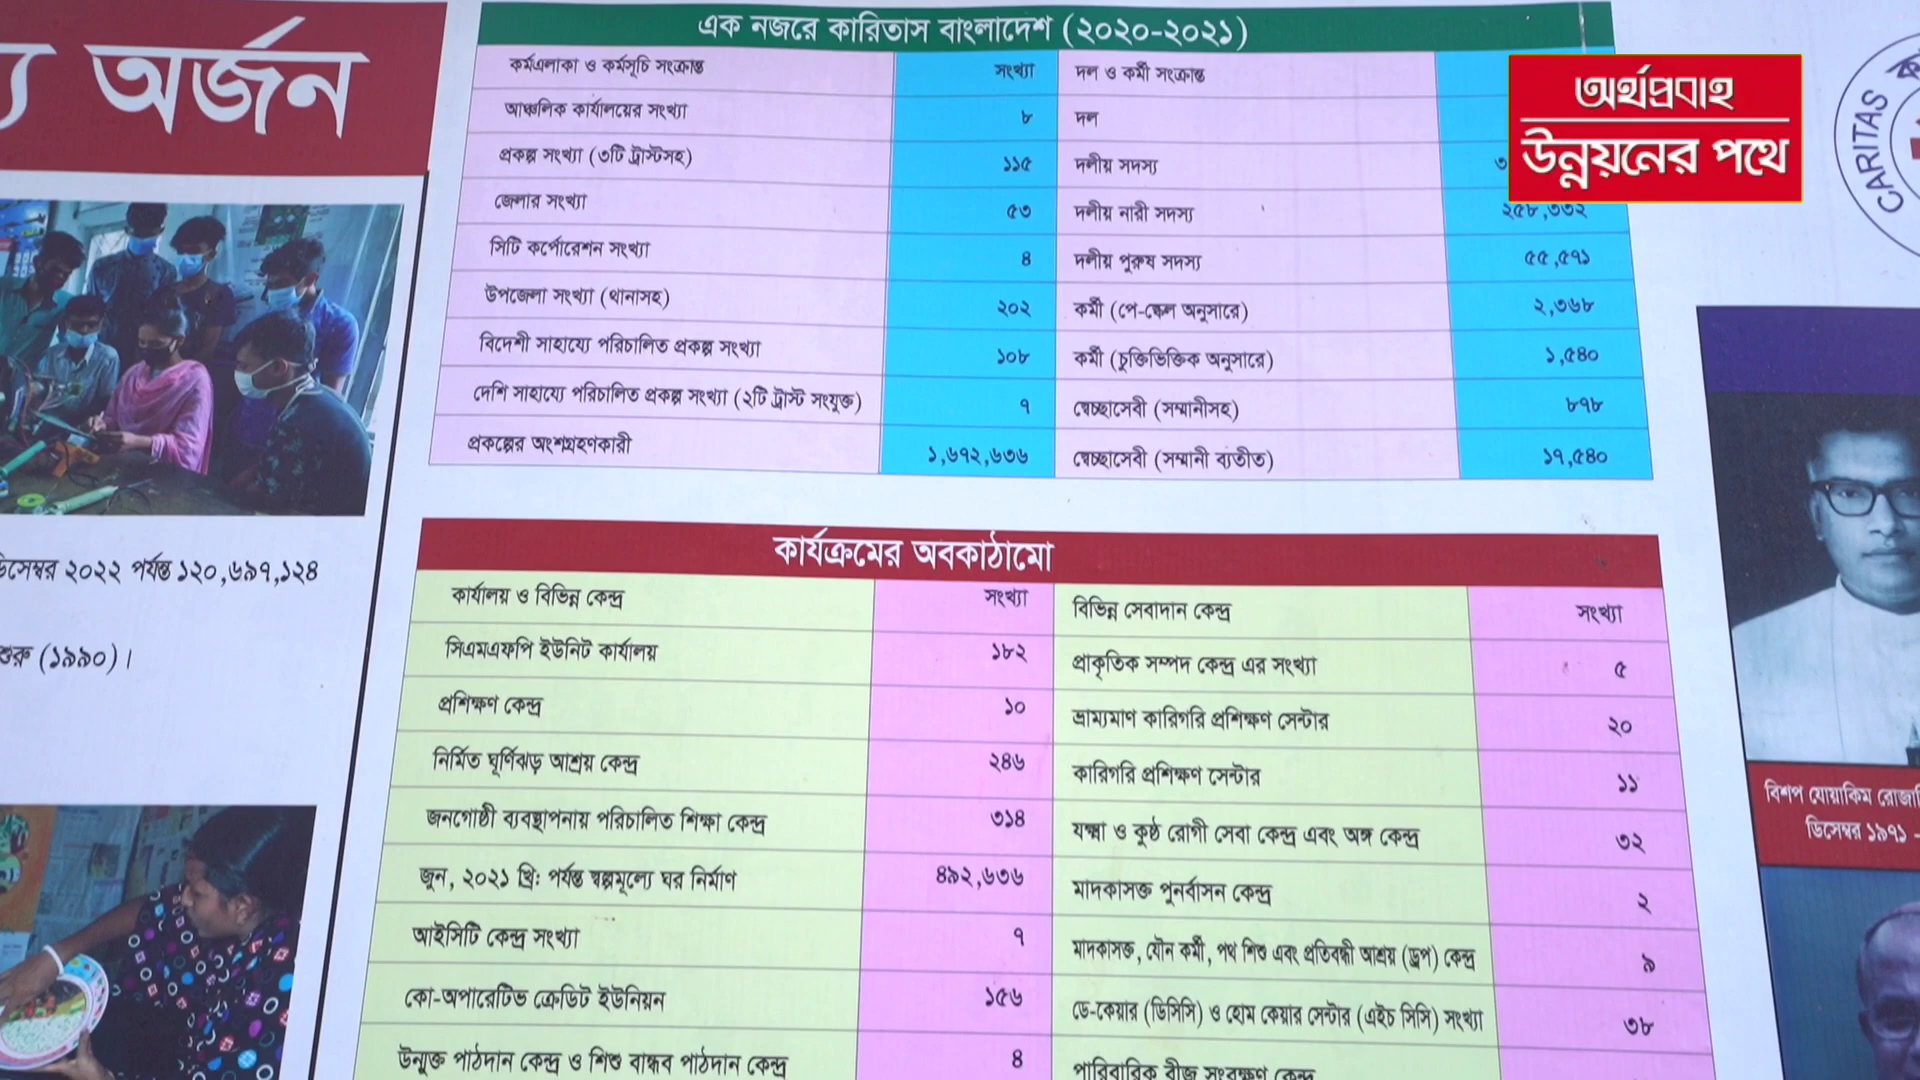 অর্জন
এক নজরে কারিতাস বাংলাদেশ (২০২০-২০২১)
কর্মএলাকা ও কর্মসূচি সংক্রান্ত সংখ্যা দল ও কর্মী সংক্রান্ত
আঞ্চলিক কার্যালয়ের সংখ্যা ৮ দল
প্রকল্প সংখ্যা (৩টি ট্রাস্টসহ) ১১৫ দলীয় সদস্য
জেলার সংখ্যা ৫৩ দলীয় নারী সদস্য ২৫৮,৩৩২
সিটি কর্পোরেশন সংখ্যা ৪ দলীয় পুরুষ সদস্য ৫৫,৫৭১
উপজেলা সংখ্যা (থানাসহ) ২০২ কর্মী (পে-স্কেল অনুসারে) ২,৩৬৮
বিদেশী সাহায্যে পরিচালিত প্রকল্প সংখ্যা ১০৮ কর্মী (চুক্তিভিত্তিক অনুসারে) ১,৫৪০
দেশি সাহায্যে পরিচালিত প্রকল্প সংখ্যা (২টি ট্রাস্ট সংযুক্ত) ৭ স্বেচ্ছাসেবী (সম্মানীসহ) ৮৭৮
প্রকল্পের অংশগ্রহণকারী ১,৬৭২,৬৩৬ স্বেচ্ছাসেবী (সম্মানী ব্যতীত) ১৭,৫৪০
অর্থপ্রবাহ
উন্নয়নের পথে
CARITAS
ডিসেম্বর ২০২২ পর্যন্ত ১২০,৬৯৭,১২৪
শুরু (১৯৯০)।
কার্যক্রমের অবকাঠামো
কার্যালয় ও বিভিন্ন কেন্দ্র সংখ্যা বিভিন্ন সেবাদান কেন্দ্র সংখ্যা
সিএমএফপি ইউনিট কার্যালয় ১৮২ প্রাকৃতিক সম্পদ কেন্দ্র এর সংখ্যা ৫
প্রশিক্ষণ কেন্দ্র ১০ ভ্রাম্যমাণ কারিগরি প্রশিক্ষণ সেন্টার ২০
নির্মিত ঘূর্ণিঝড় আশ্রয় কেন্দ্র ২৪৬ কারিগরি প্রশিক্ষণ সেন্টার ১১
জনগোষ্ঠী ব্যবস্থাপনায় পরিচালিত শিক্ষা কেন্দ্র ৩১৪ যক্ষ্মা ও কুষ্ঠ রোগী সেবা কেন্দ্র এবং অঙ্গ কেন্দ্র ৩২
জুন, ২০২১ খ্রি: পর্যন্ত স্বল্পমূল্যে ঘর নির্মাণ ৪৯২,৬৩৬ মাদকাসক্ত পুনর্বাসন কেন্দ্র ২
আইসিটি কেন্দ্র সংখ্যা ৭ মাদকাসক্ত, যৌন কর্মী, পথ শিশু এবং প্রতিবন্ধী আশ্রয় (ড্রপ) কেন্দ্র ৯
কো-অপারেটিভ ক্রেডিট ইউনিয়ন ১৫৬ ডে-কেয়ার (ডিসিসি) ও হোম কেয়ার সেন্টার (এইচ সিসি) সংখ্যা ৩৮
উন্মুক্ত পাঠদান কেন্দ্র ও শিশু বান্ধব পাঠদান কেন্দ্র ৪ পারিবারিক বীজ সংরক্ষণ কেন্দ্র
বিশপ যোয়াকিম
ডিসেম্বর ১৯৭১ -